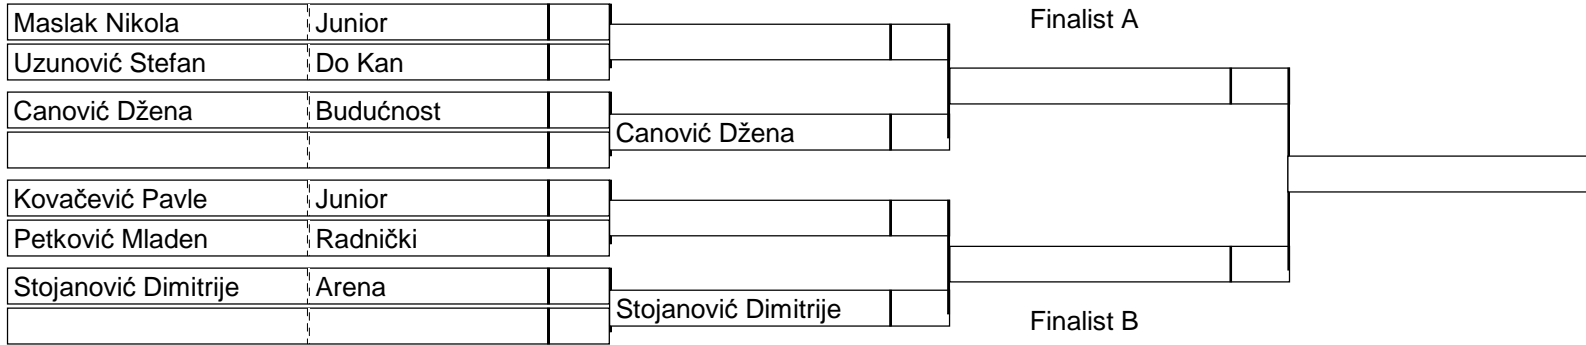 Maslak Nikola Junior
Uzunović Stefan Do Kan
Canović Džena Budućnost
Kovačević Pavle Junior
Petković Mladen Radnički
Stojanović Dimitrije Arena
Canović Džena
Stojanović Dimitrije
Finalist A
Finalist B